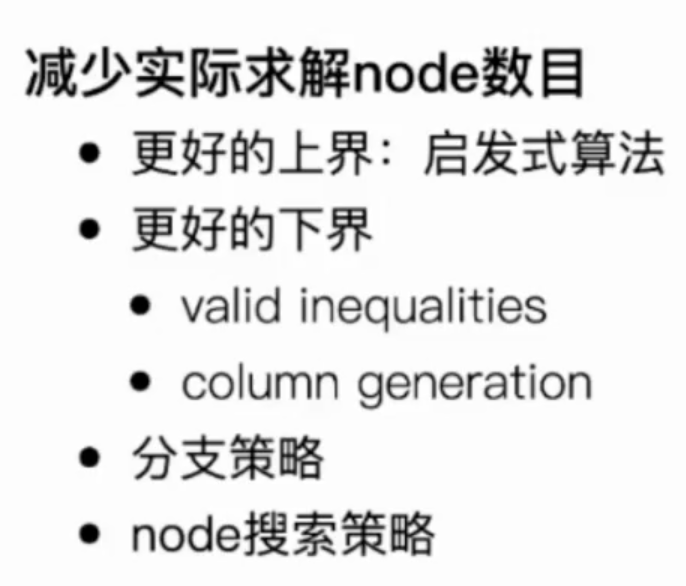 减少实际求解node数目
更好的上界：启发式算法
更好的下界
valid inequalities
column generation
分支策略
node搜索策略